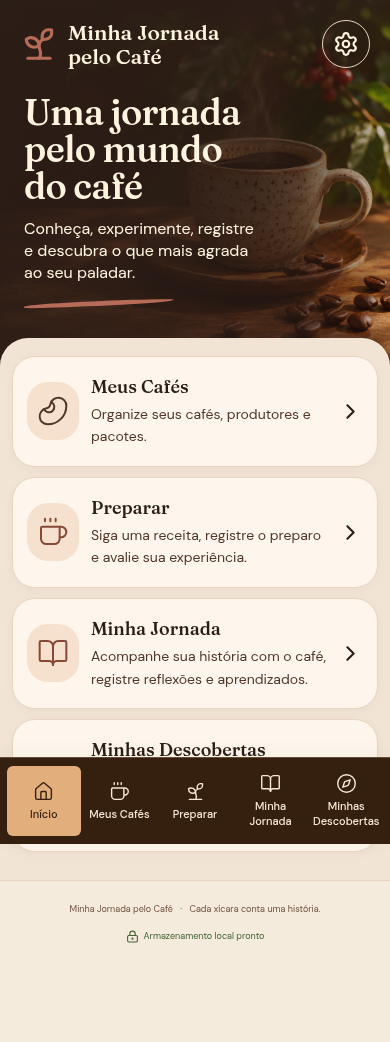 Minha Jornada
pelo Café
Uma jornada
pelo mundo
do café
Conheça, experimente, registre
e descubra o que mais agrada
ao seu paladar.
Meus Cafés
Organize seus cafés, produtores e
pacotes.
Preparar
Siga uma receita, registre o preparo
e avalie sua experiência.
Minha Jornada
Acompanhe sua história com o café,
registre reflexões e aprendizados.
Minhas Descobertas
Início
Meus Cafés
Preparar
Minha
Jornada
Minhas
Descobertas
Minha Jornada pelo Café · Cada xícara conta uma história.
Armazenamento local pronto